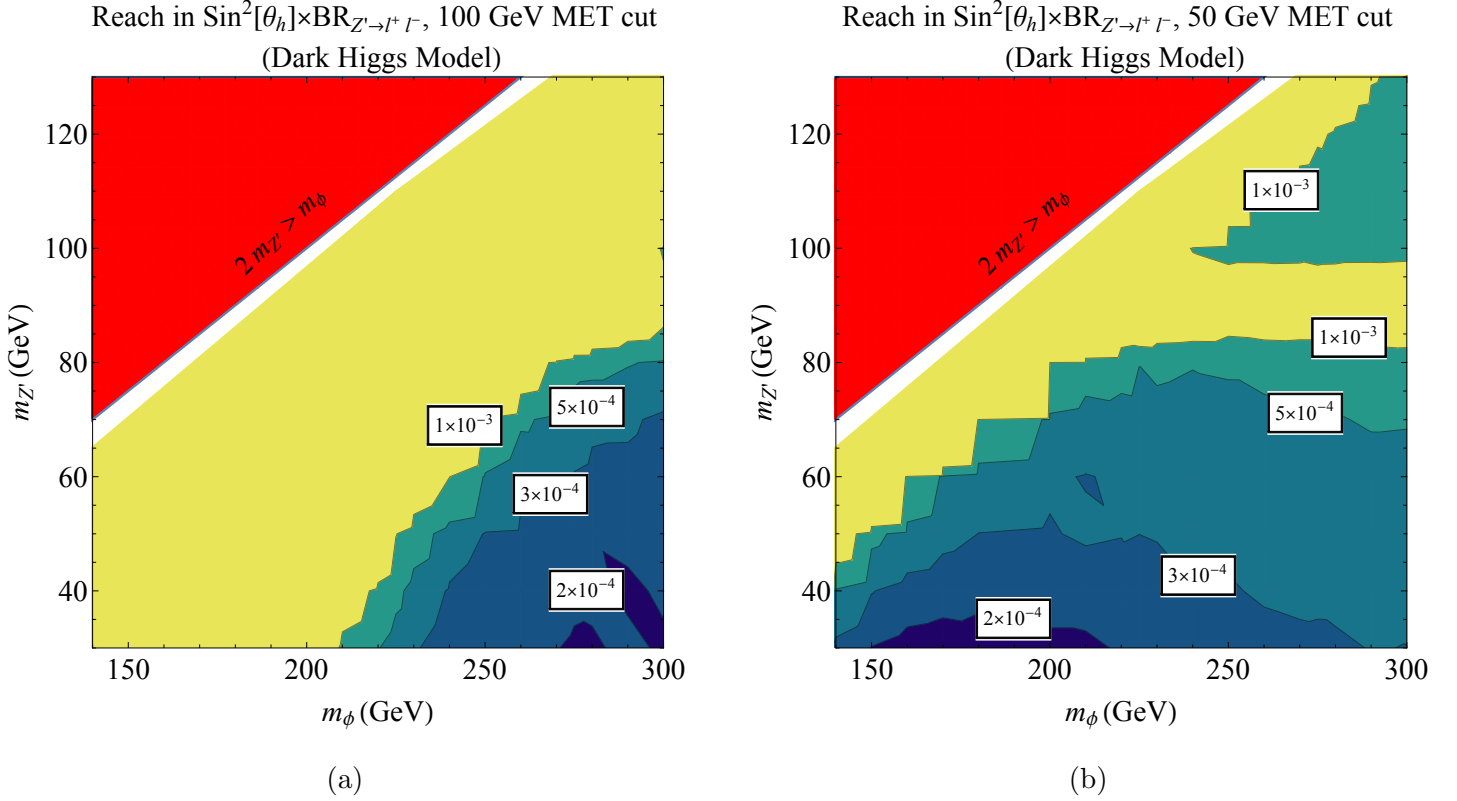 Reach in Sin²[θ_h]×BR_{Z'→l⁺ l⁻}, 100 GeV MET cut
(Dark Higgs Model)
120
100
80
60
40
m_{Z'} (GeV)
2 m_{Z'} > m_ϕ
1×10⁻³
5×10⁻⁴
3×10⁻⁴
2×10⁻⁴
150
200
250
300
m_ϕ (GeV)
(a)
Reach in Sin²[θ_h]×BR_{Z'→l⁺ l⁻}, 50 GeV MET cut
(Dark Higgs Model)
120
100
80
60
40
m_{Z'} (GeV)
2 m_{Z'} > m_ϕ
1×10⁻³
1×10⁻³
5×10⁻⁴
3×10⁻⁴
2×10⁻⁴
150
200
250
300
m_ϕ (GeV)
(b)